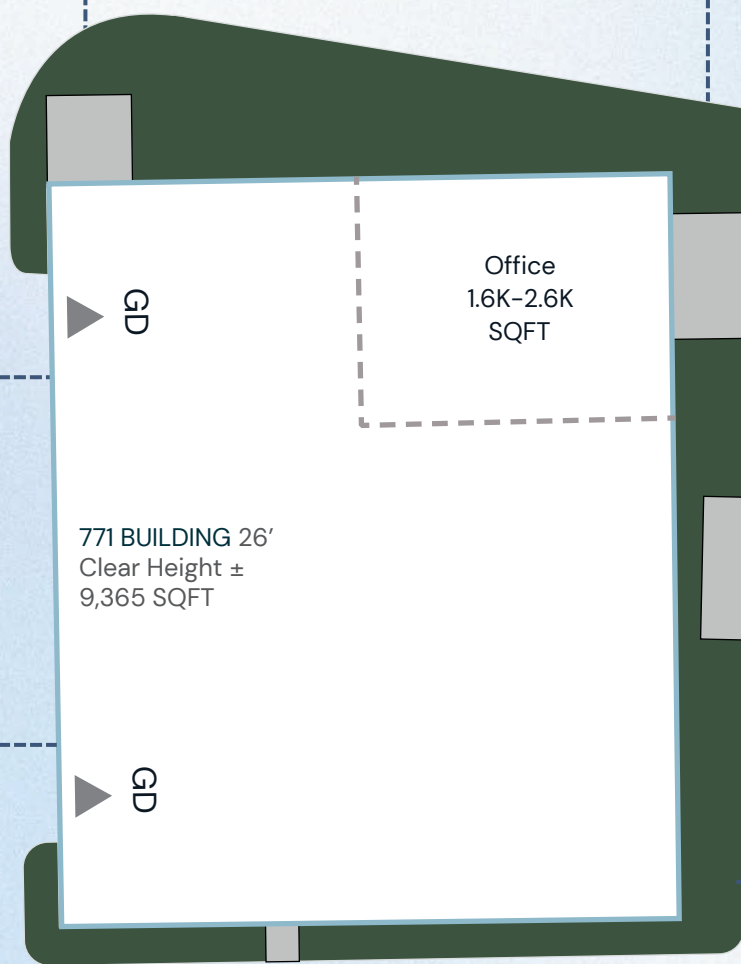 Office
1.6K-2.6K
SQFT
GD
771 BUILDING 26’
Clear Height ±
9,365 SQFT
GD